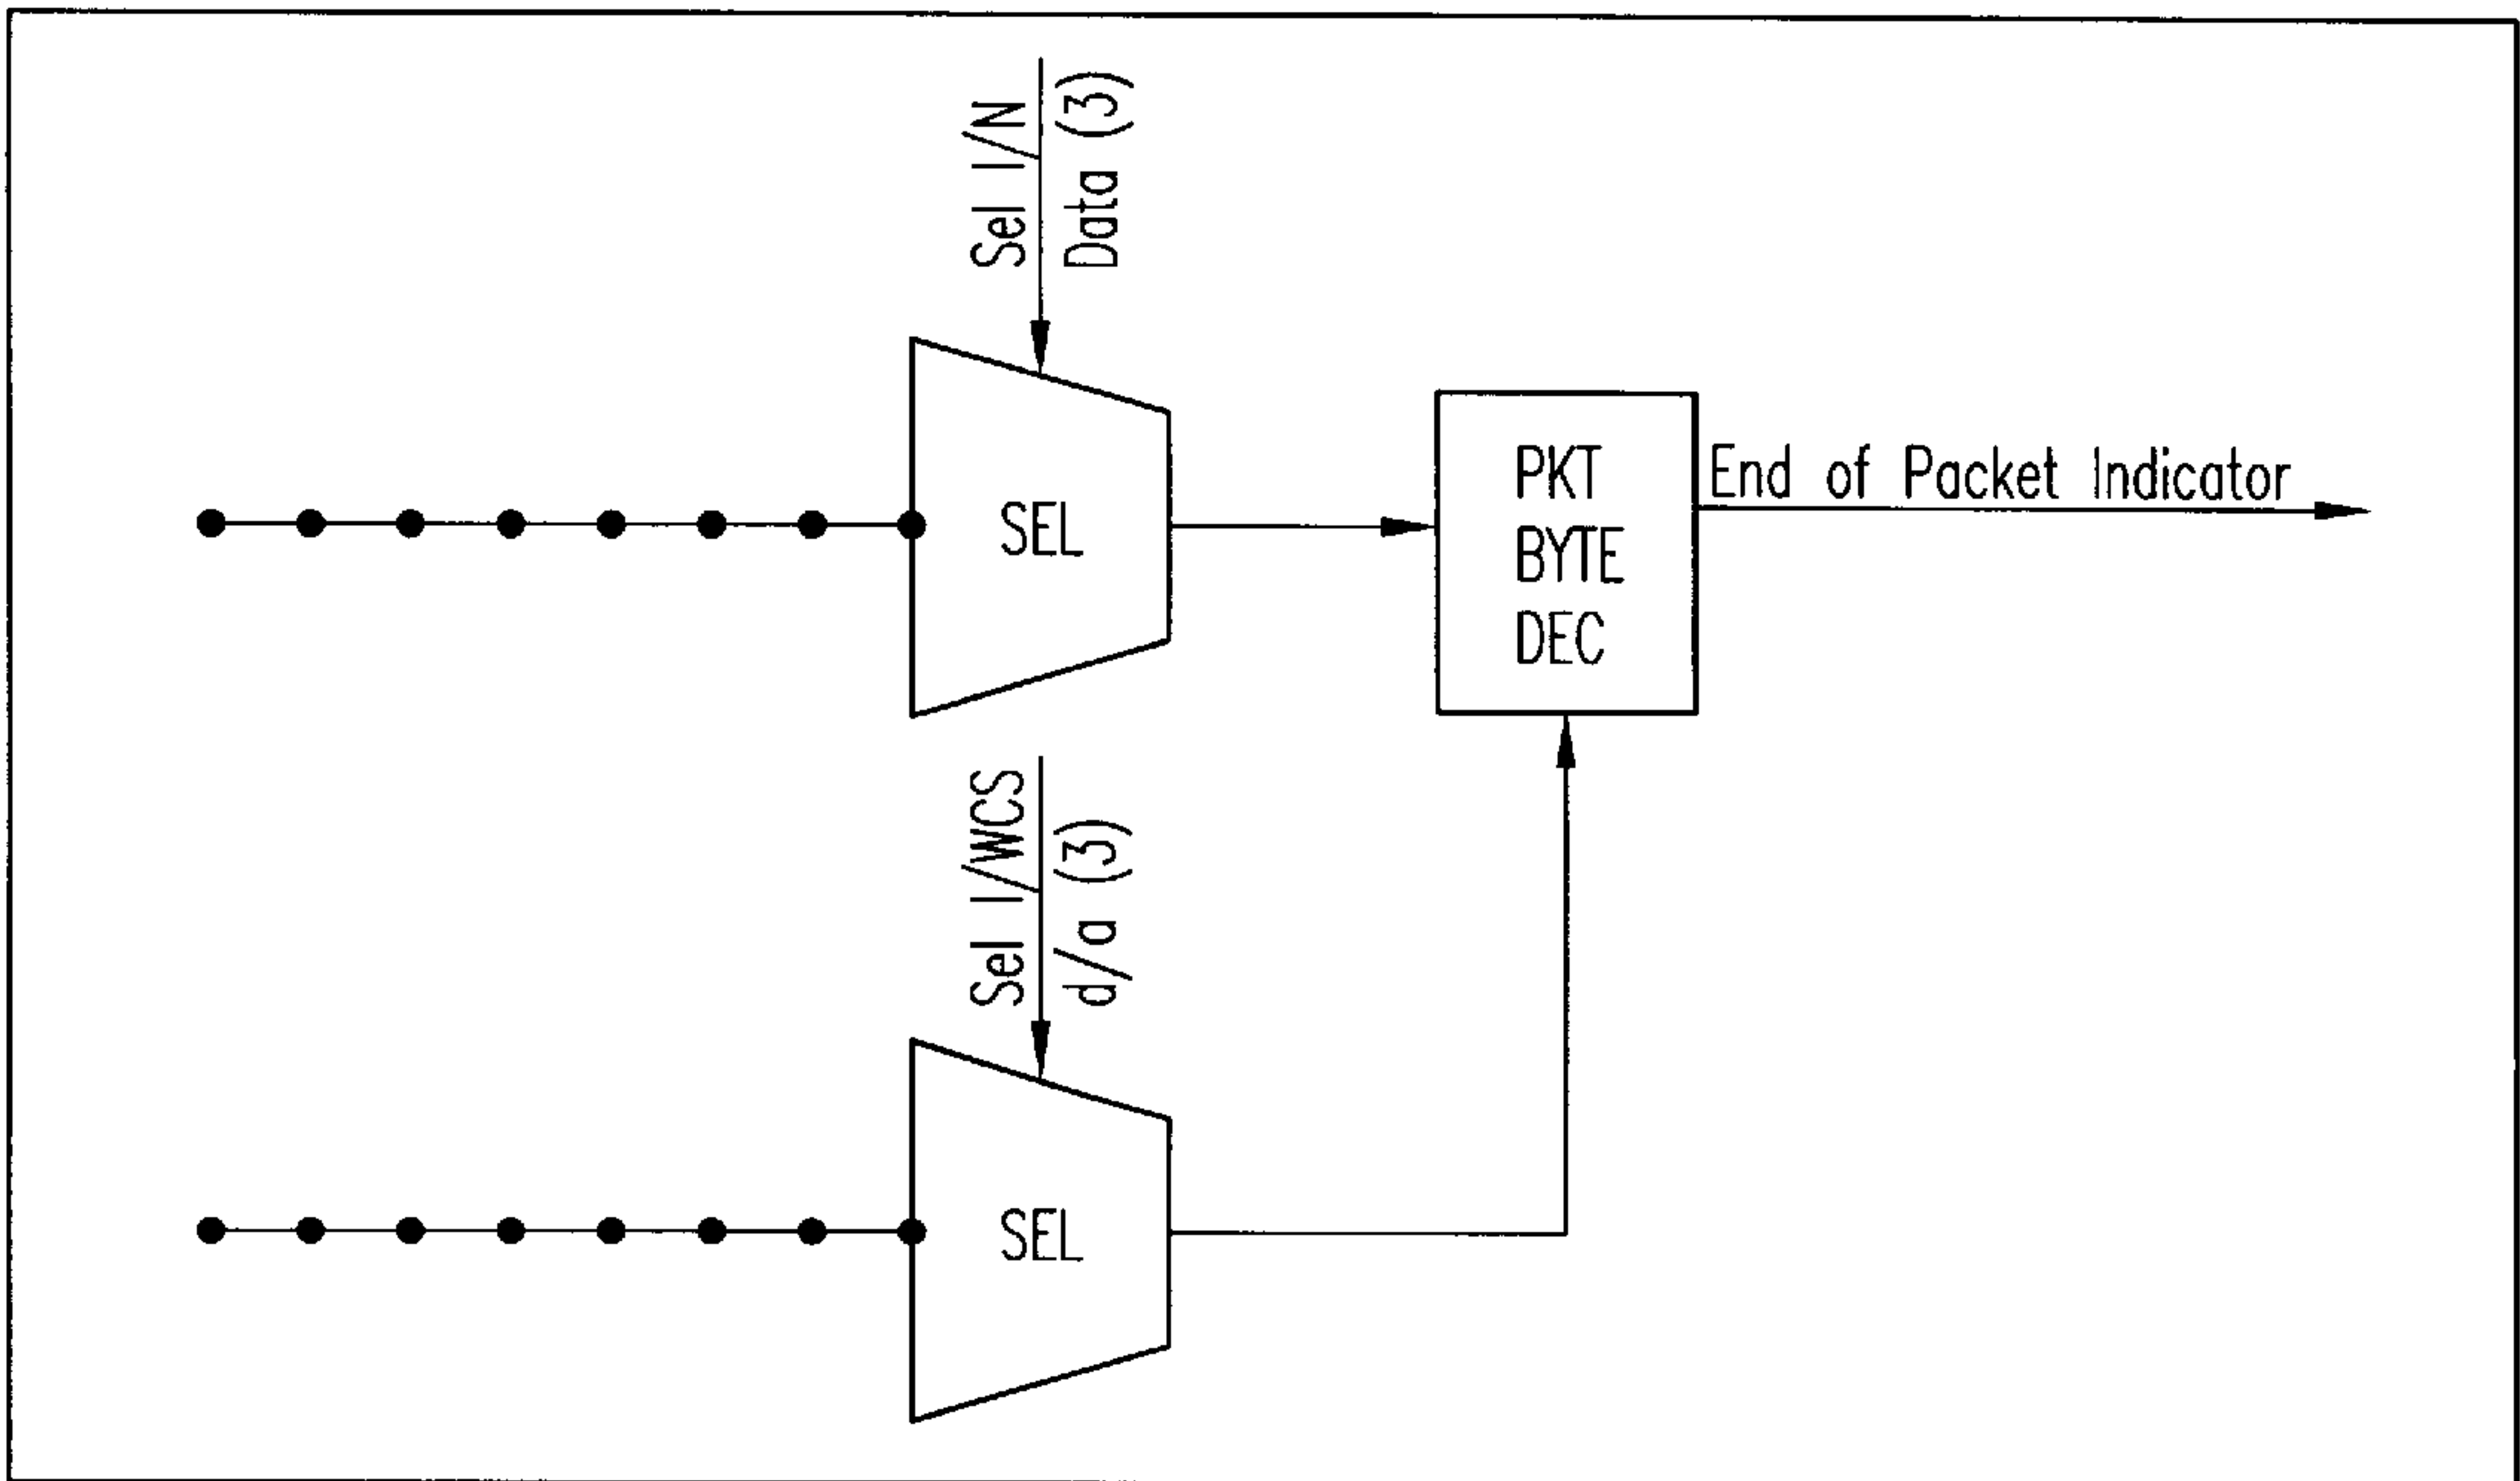 Sel I/N
Data (3)
SEL
PKT
BYTE
DEC
End of Packet Indicator
Sel I/WCS
d/a (3)
SEL